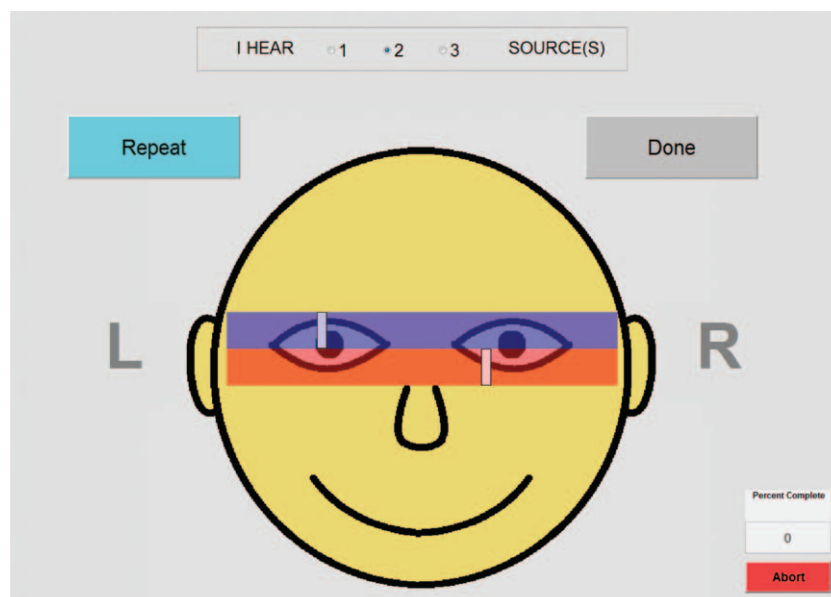 I HEAR 1 2 3 SOURCE(S)
Repeat Done
L R
Percent Complete
0
Abort